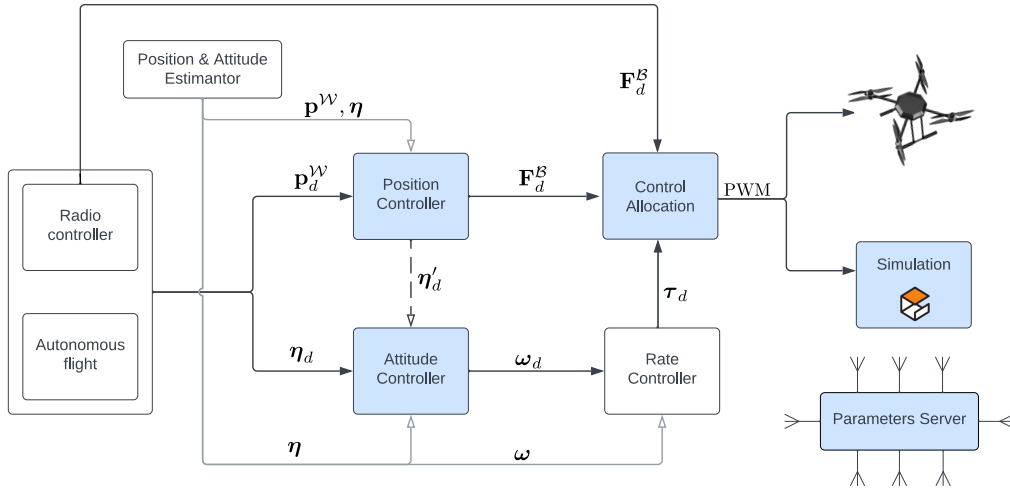 Position & Attitude
Estimantor
𝐩^𝒲, 𝜼
𝐅_d^ℬ
Radio
controller
Autonomous
flight
𝐩_d^𝒲
Position
Controller
𝐅_d^ℬ
Control
Allocation
PWM
𝜼′_d
𝝉_d
Simulation
𝜼_d
Attitude
Controller
𝝎_d
Rate
Controller
Parameters Server
𝜼
𝝎